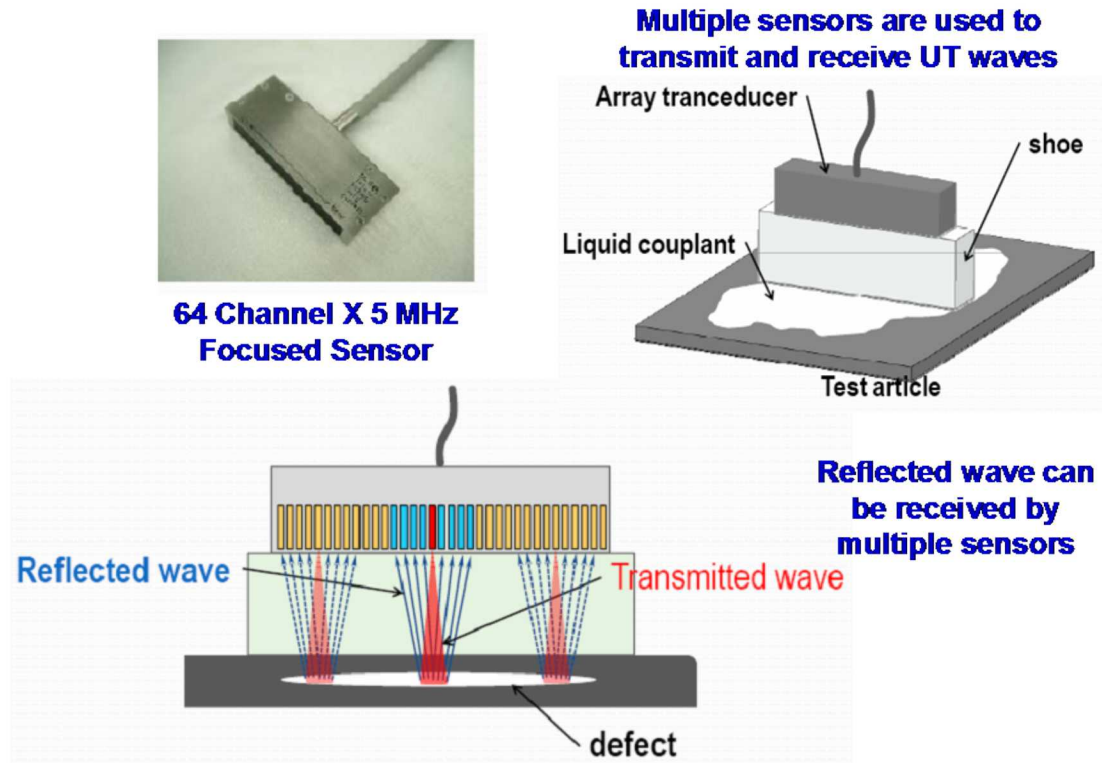 Multiple sensors are used to
transmit and receive UT waves
Array tranceducer
shoe
Liquid couplant
Test article
64 Channel X 5 MHz
Focused Sensor
Reflected wave can
be received by
multiple sensors
Reflected wave
Transmitted wave
defect